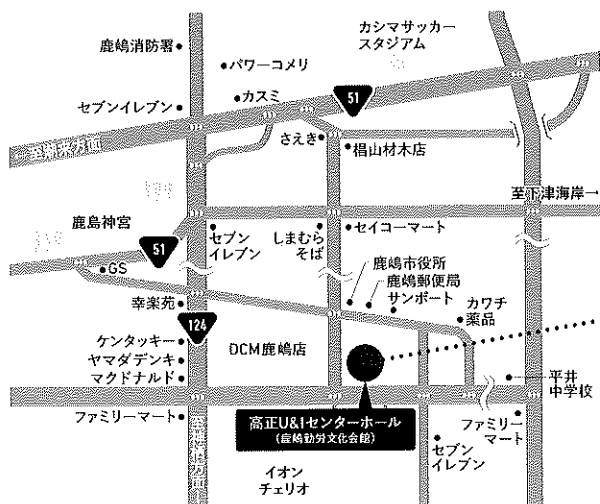 カシマサッカー
スタジアム
鹿嶋消防署
パワーコメリ
カスミ
51
セブンイレブン
さえき
椙山材木店
←至潮来方面
至下津海岸→
鹿島神宮
セブン
イレブン
しまむら
そば
セイコーマート
51
GS
鹿嶋市役所
鹿嶋郵便局
サンポート
カワチ
薬品
幸楽苑
124
ケンタッキー
ヤマダデンキ
マクドナルド
DCM鹿嶋店
平井
中学校
ファミリーマート
高正U&Iセンターホール
(鹿嶋勤労文化会館)
ファミリー
マート
セブン
イレブン
至神栖方面→
イオン
チェリオ